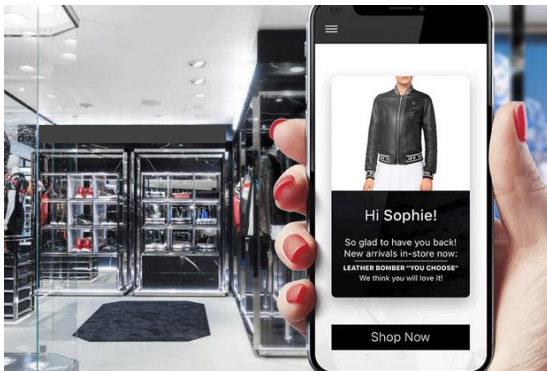 Hi Sophie!
So glad to have you back!
New arrivals in-store now:
LEATHER BOMBER "YOU CHOOSE"
We think you will love it!
Shop Now